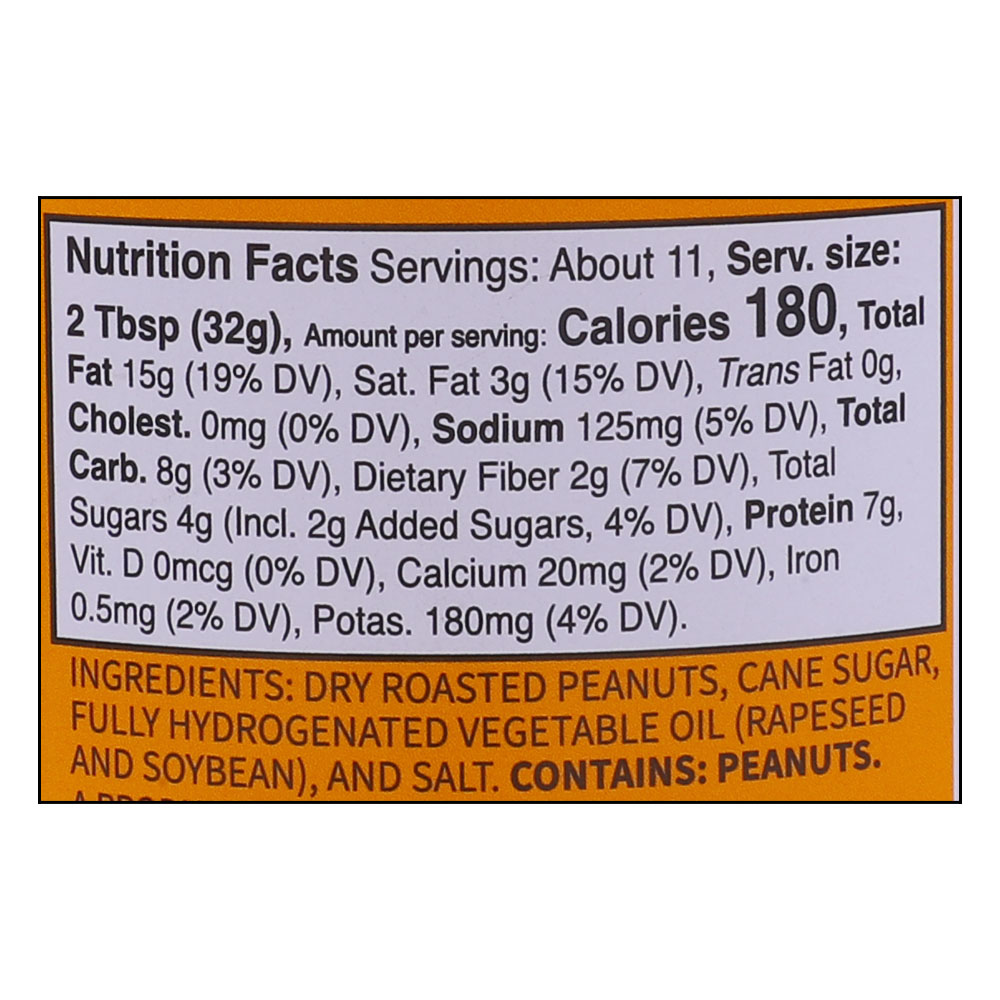 Nutrition Facts Servings: About 11, Serv. size:
2 Tbsp (32g), Amount per serving: Calories 180, Total
Fat 15g (19% DV), Sat. Fat 3g (15% DV), Trans Fat 0g,
Cholest. 0mg (0% DV), Sodium 125mg (5% DV), Total
Carb. 8g (3% DV), Dietary Fiber 2g (7% DV), Total
Sugars 4g (Incl. 2g Added Sugars, 4% DV), Protein 7g,
Vit. D 0mcg (0% DV), Calcium 20mg (2% DV), Iron
0.5mg (2% DV), Potas. 180mg (4% DV).
INGREDIENTS: DRY ROASTED PEANUTS, CANE SUGAR,
FULLY HYDROGENATED VEGETABLE OIL (RAPESEED
AND SOYBEAN), AND SALT. CONTAINS: PEANUTS.